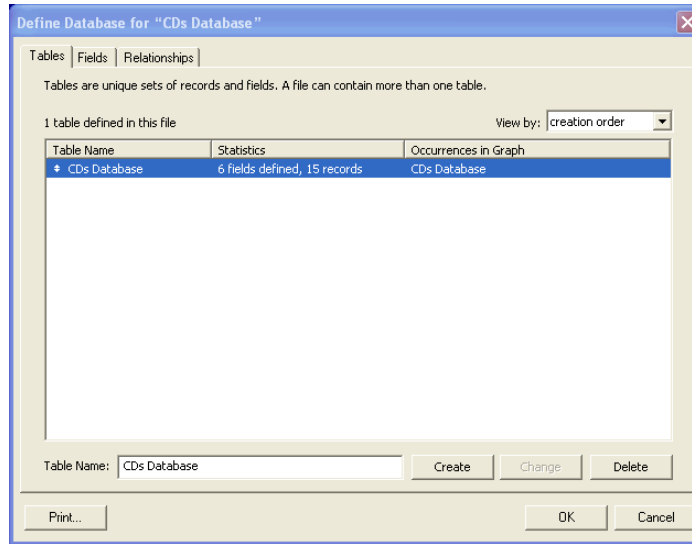 Define Database for “CDs Database”
Tables Fields Relationships
Tables are unique sets of records and fields. A file can contain more than one table.
1 table defined in this file View by: creation order
Table Name Statistics Occurrences in Graph
CDs Database 6 fields defined, 15 records CDs Database
Table Name: CDs Database Create Change Delete
Print... OK Cancel